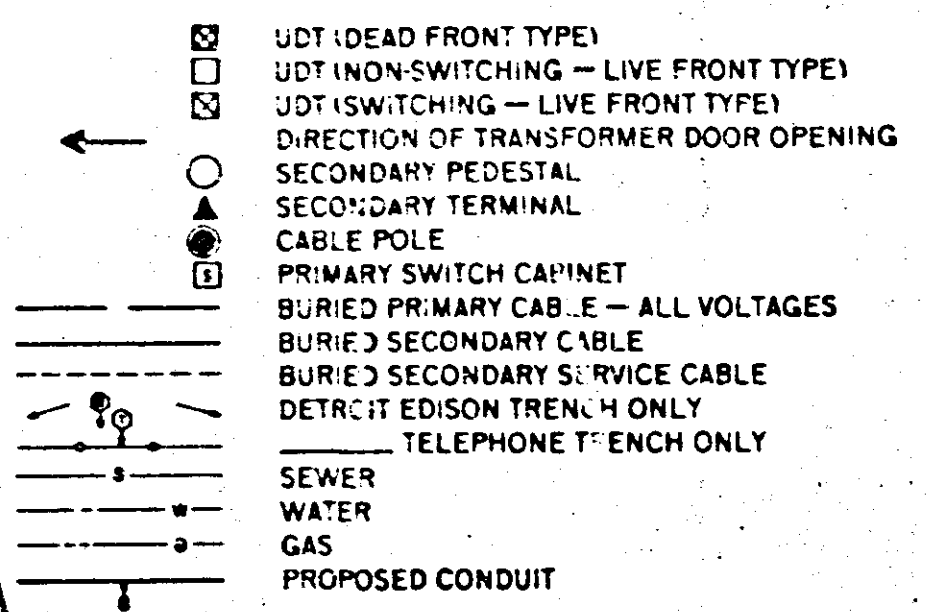 UDT (DEAD FRONT TYPE)
UDT (NON-SWITCHING — LIVE FRONT TYPE)
UDT (SWITCHING — LIVE FRONT TYPE)
DIRECTION OF TRANSFORMER DOOR OPENING
SECONDARY PEDESTAL
SECONDARY TERMINAL
CABLE POLE
S PRIMARY SWITCH CABINET
BURIED PRIMARY CABLE — ALL VOLTAGES
BURIED SECONDARY CABLE
BURIED SECONDARY SERVICE CABLE
DETROIT EDISON TRENCH ONLY
T ________ TELEPHONE TRENCH ONLY
S SEWER
W WATER
G GAS
PROPOSED CONDUIT